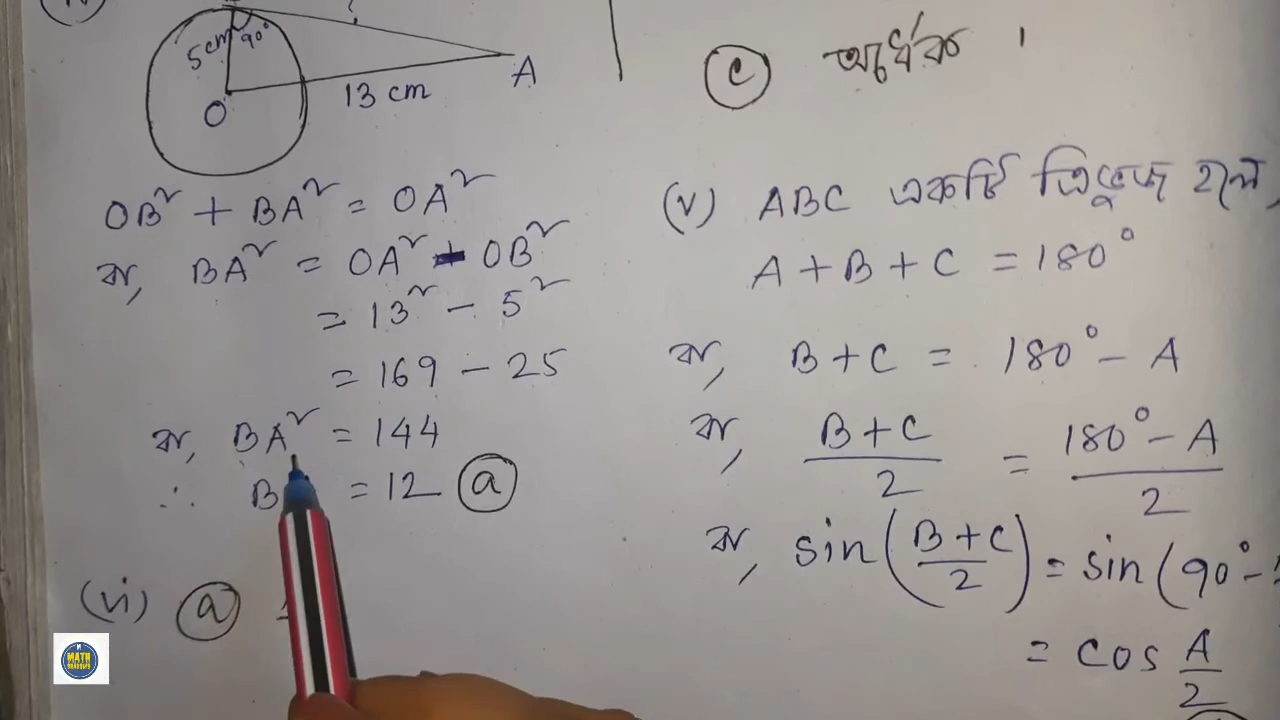 5cm 90°
?
A
13 cm
O
OB² + BA² = OA²
বা, BA² = OA² - OB²
= 13² - 5²
= 169 - 25
বা, BA² = 144
∴ B = 12 (a)
(vi) (a)
(c) অর্ধেক ।
(v) ABC একটি ত্রিভুজ হলে,
A + B + C = 180°
বা, B + C = 180° - A
বা, B + C / 2 = 180° - A / 2
বা, sin(B + C / 2) = sin(90° -
= cos A / 2
MATH